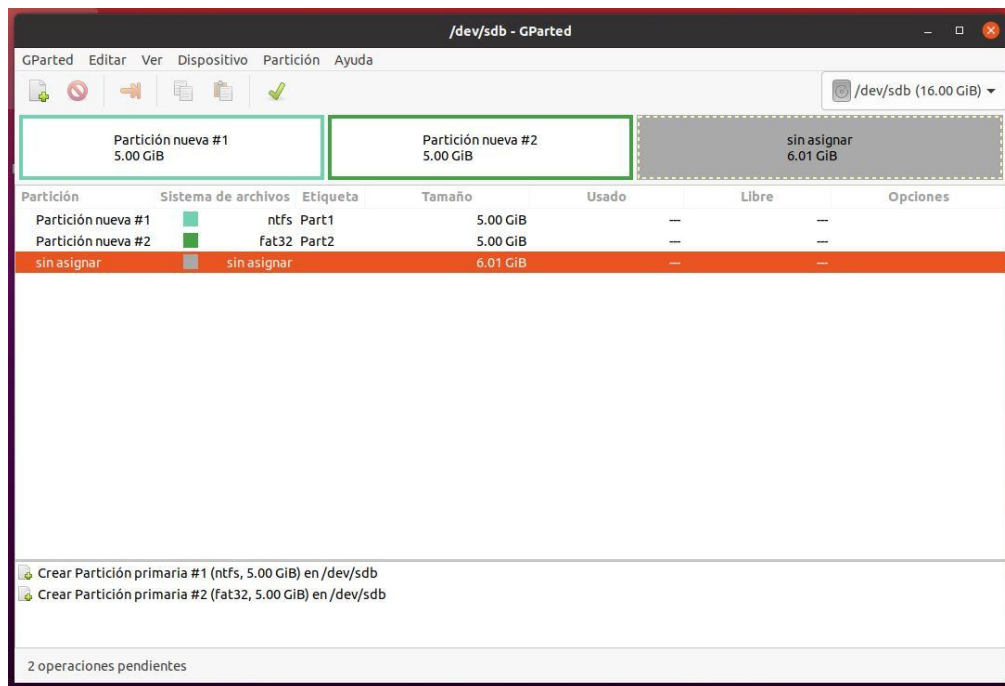 /dev/sdb - GParted
GParted Editar Ver Dispositivo Partición Ayuda
/dev/sdb (16.00 GiB)
Partición nueva #1
5.00 GiB
Partición nueva #2
5.00 GiB
sin asignar
6.01 GiB
Partición Sistema de archivos Etiqueta Tamaño Usado Libre Opciones
Partición nueva #1 ntfs Part1 5.00 GiB --- ---
Partición nueva #2 fat32 Part2 5.00 GiB --- ---
sin asignar sin asignar 6.01 GiB --- ---
Crear Partición primaria #1 (ntfs, 5.00 GiB) en /dev/sdb
Crear Partición primaria #2 (fat32, 5.00 GiB) en /dev/sdb
2 operaciones pendientes